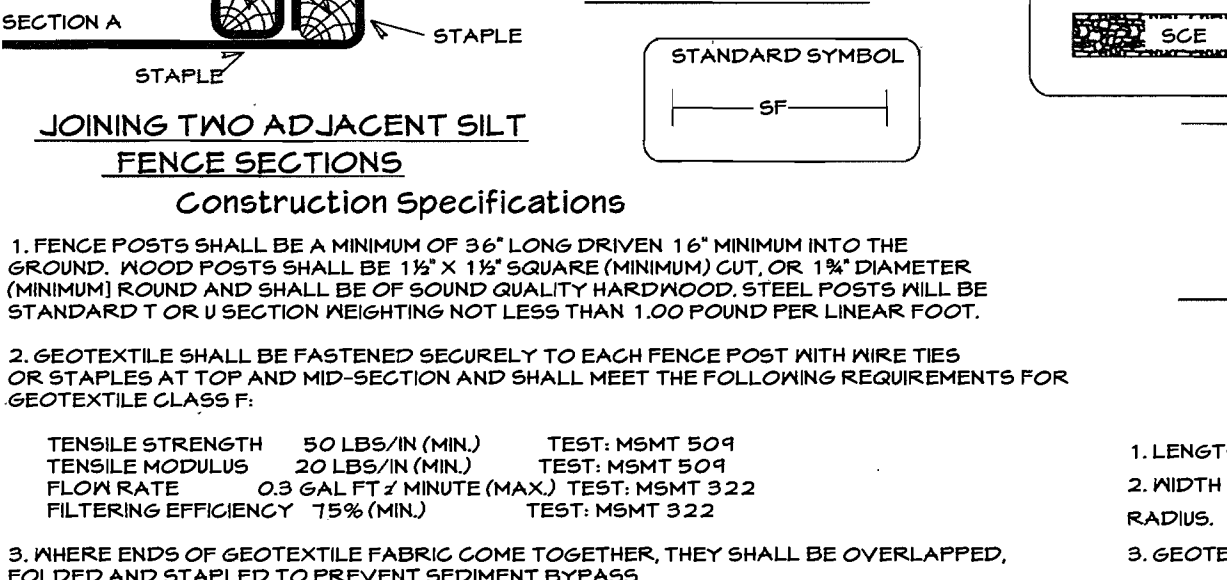 SECTION A
STAPLE
STAPLE
JOINING TWO ADJACENT SILT
FENCE SECTIONS
STANDARD SYMBOL
SF
SCE
Construction Specifications
1. FENCE POSTS SHALL BE A MINIMUM OF 36" LONG DRIVEN 16" MINIMUM INTO THE
GROUND. WOOD POSTS SHALL BE 1½" X 1½" SQUARE (MINIMUM) CUT, OR 1¾" DIAMETER
(MINIMUM] ROUND AND SHALL BE OF SOUND QUALITY HARDWOOD. STEEL POSTS WILL BE
STANDARD T OR U SECTION WEIGHTING NOT LESS THAN 1.00 POUND PER LINEAR FOOT.
2. GEOTEXTILE SHALL BE FASTENED SECURELY TO EACH FENCE POST WITH WIRE TIES
OR STAPLES AT TOP AND MID-SECTION AND SHALL MEET THE FOLLOWING REQUIREMENTS FOR
GEOTEXTILE CLASS F:
TENSILE STRENGTH 50 LBS/IN (MIN.) TEST: MSMT 509
TENSILE MODULUS 20 LBS/IN (MIN.) TEST: MSMT 509
FLOW RATE 0.3 GAL FT / MINUTE (MAX.) TEST: MSMT 322
FILTERING EFFICIENCY 75% (MIN.) TEST: MSMT 322
3. WHERE ENDS OF GEOTEXTILE FABRIC COME TOGETHER, THEY SHALL BE OVERLAPPED,
FOLDED AND STAPLED TO PREVENT SEDIMENT BYPASS
1. LENGT
2. WIDTH
RADIUS.
3. GEOTE